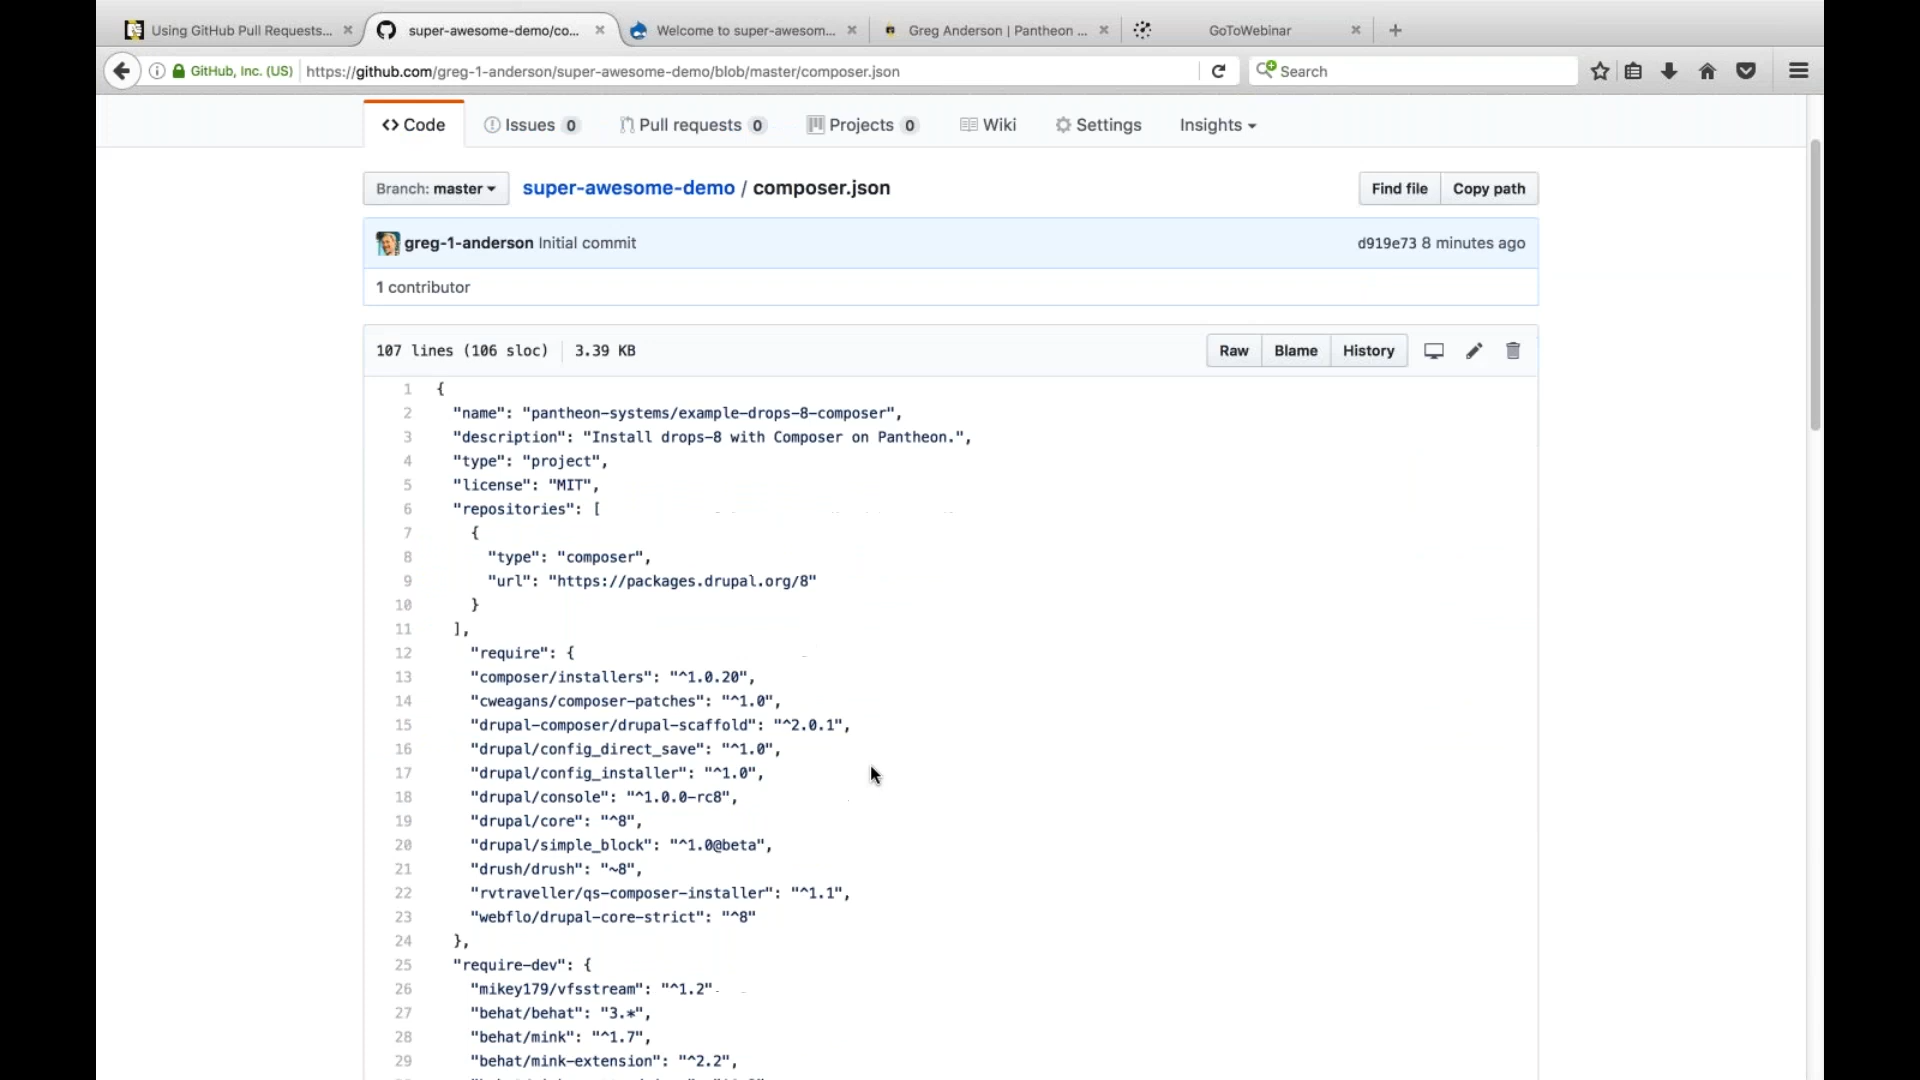 Using GitHub Pull Requests...
super-awesome-demo/co...
Welcome to super-awesom...
Greg Anderson | Pantheon ...
GoToWebinar
GitHub, Inc. (US)
https://github.com/greg-1-anderson/super-awesome-demo/blob/master/composer.json
Search
<> Code
Issues 0
Pull requests 0
Projects 0
Wiki
Settings
Insights
Branch: master
super-awesome-demo / composer.json
Find file
Copy path
greg-1-anderson Initial commit
d919e73 8 minutes ago
1 contributor
107 lines (106 sloc)
3.39 KB
Raw
Blame
History
1 {
2 "name": "pantheon-systems/example-drops-8-composer",
3 "description": "Install drops-8 with Composer on Pantheon.",
4 "type": "project",
5 "license": "MIT",
6 "repositories": [
7 {
8 "type": "composer",
9 "url": "https://packages.drupal.org/8"
10 }
11 ],
12 "require": {
13 "composer/installers": "^1.0.20",
14 "cweagans/composer-patches": "^1.0",
15 "drupal-composer/drupal-scaffold": "^2.0.1",
16 "drupal/config_direct_save": "^1.0",
17 "drupal/config_installer": "^1.0",
18 "drupal/console": "^1.0.0-rc8",
19 "drupal/core": "^8",
20 "drupal/simple_block": "^1.0@beta",
21 "drush/drush": "~8",
22 "rvtraveller/qs-composer-installer": "^1.1",
23 "webflo/drupal-core-strict": "^8"
24 },
25 "require-dev": {
26 "mikey179/vfsstream": "^1.2"
27 "behat/behat": "3.*",
28 "behat/mink": "^1.7",
29 "behat/mink-extension": "^2.2",